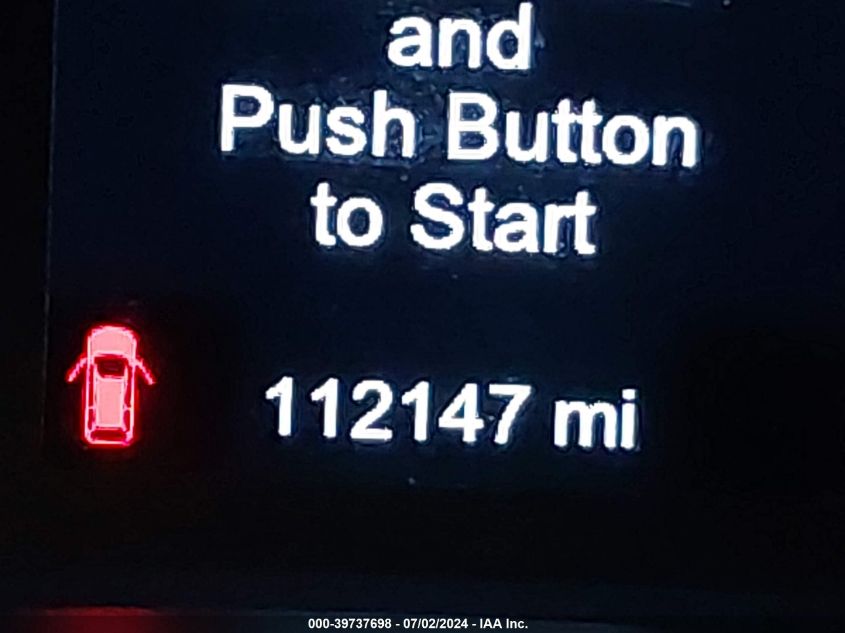 and
Push Button
to Start
112147 mi
000-39737698 - 07/02/2024 - IAA Inc.